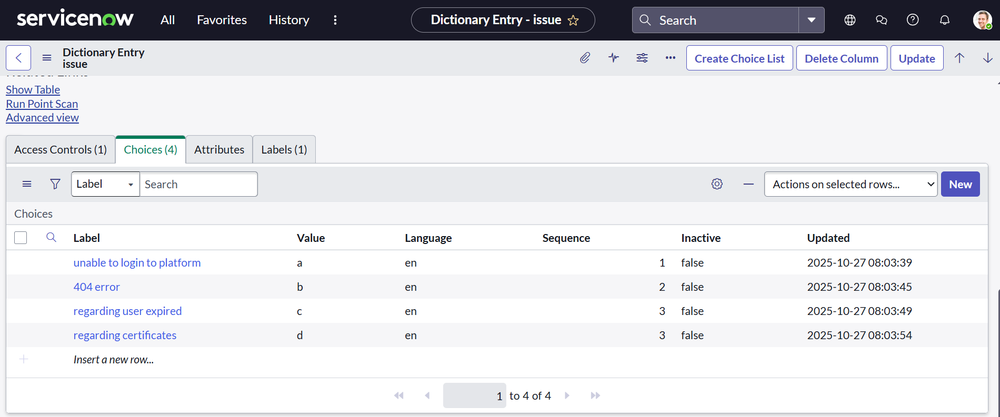 servicenow All Favorites History Dictionary Entry - issue Search
Dictionary Entry
issue
Create Choice List Delete Column Update
Related Links
Show Table
Run Point Scan
Advanced view
Access Controls (1) Choices (4) Attributes Labels (1)
Label Search Actions on selected rows... New
Choices
Label Value Language Sequence Inactive Updated
unable to login to platform a en 1 false 2025-10-27 08:03:39
404 error b en 2 false 2025-10-27 08:03:45
regarding user expired c en 3 false 2025-10-27 08:03:49
regarding certificates d en 3 false 2025-10-27 08:03:54
Insert a new row...
1 to 4 of 4